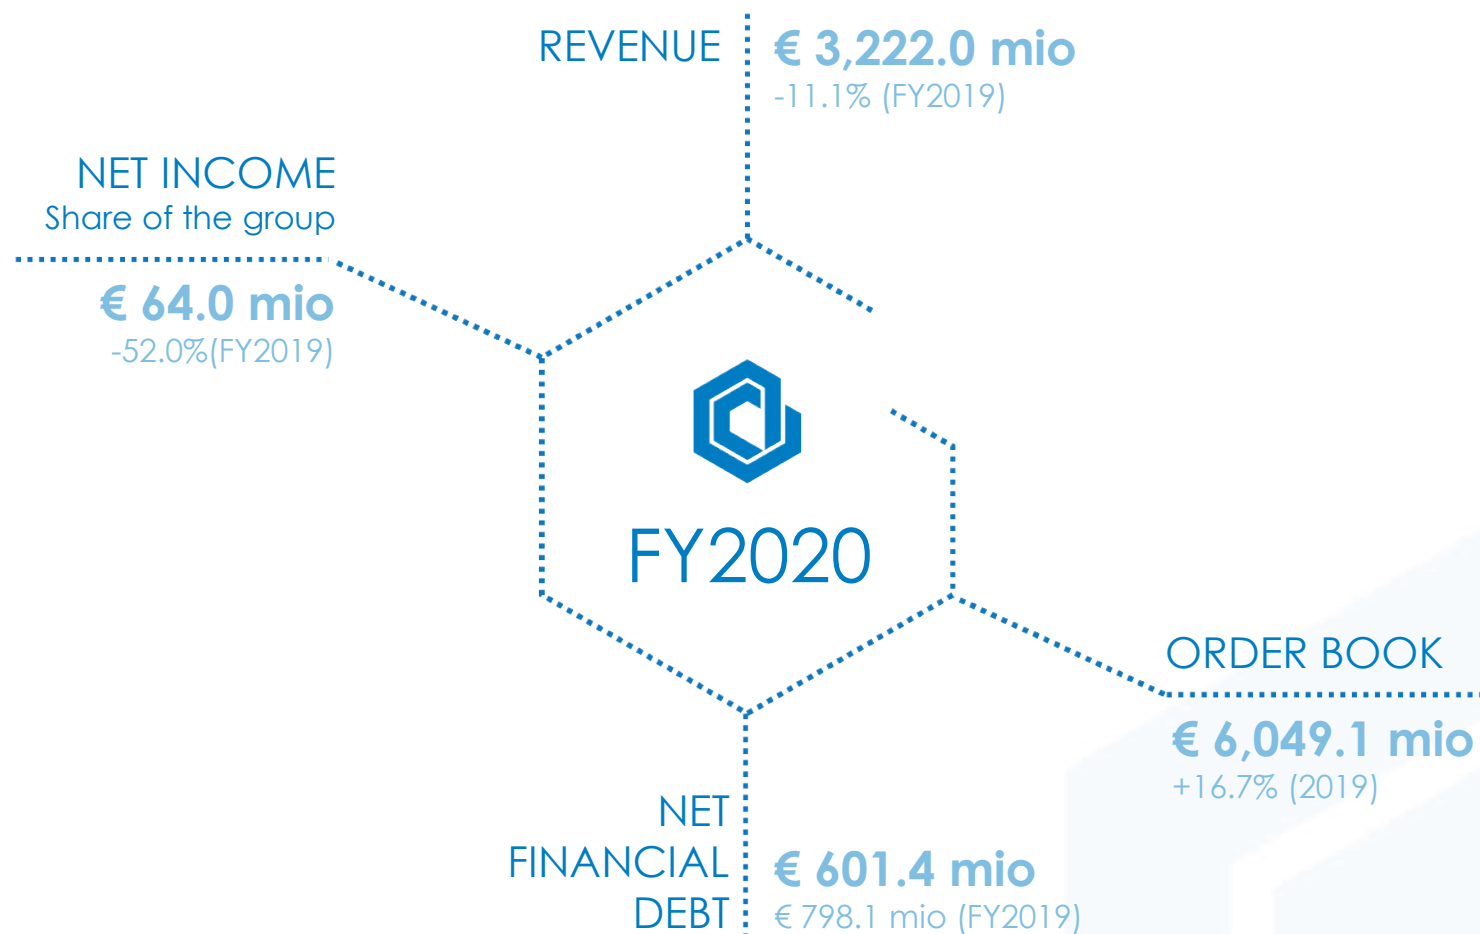 REVENUE
€ 3,222.0 mio
-11.1% (FY2019)
NET INCOME
Share of the group
€ 64.0 mio
-52.0%(FY2019)
FY2020
ORDER BOOK
€ 6,049.1 mio
+16.7% (2019)
NET
FINANCIAL
DEBT
€ 601.4 mio
€ 798.1 mio (FY2019)